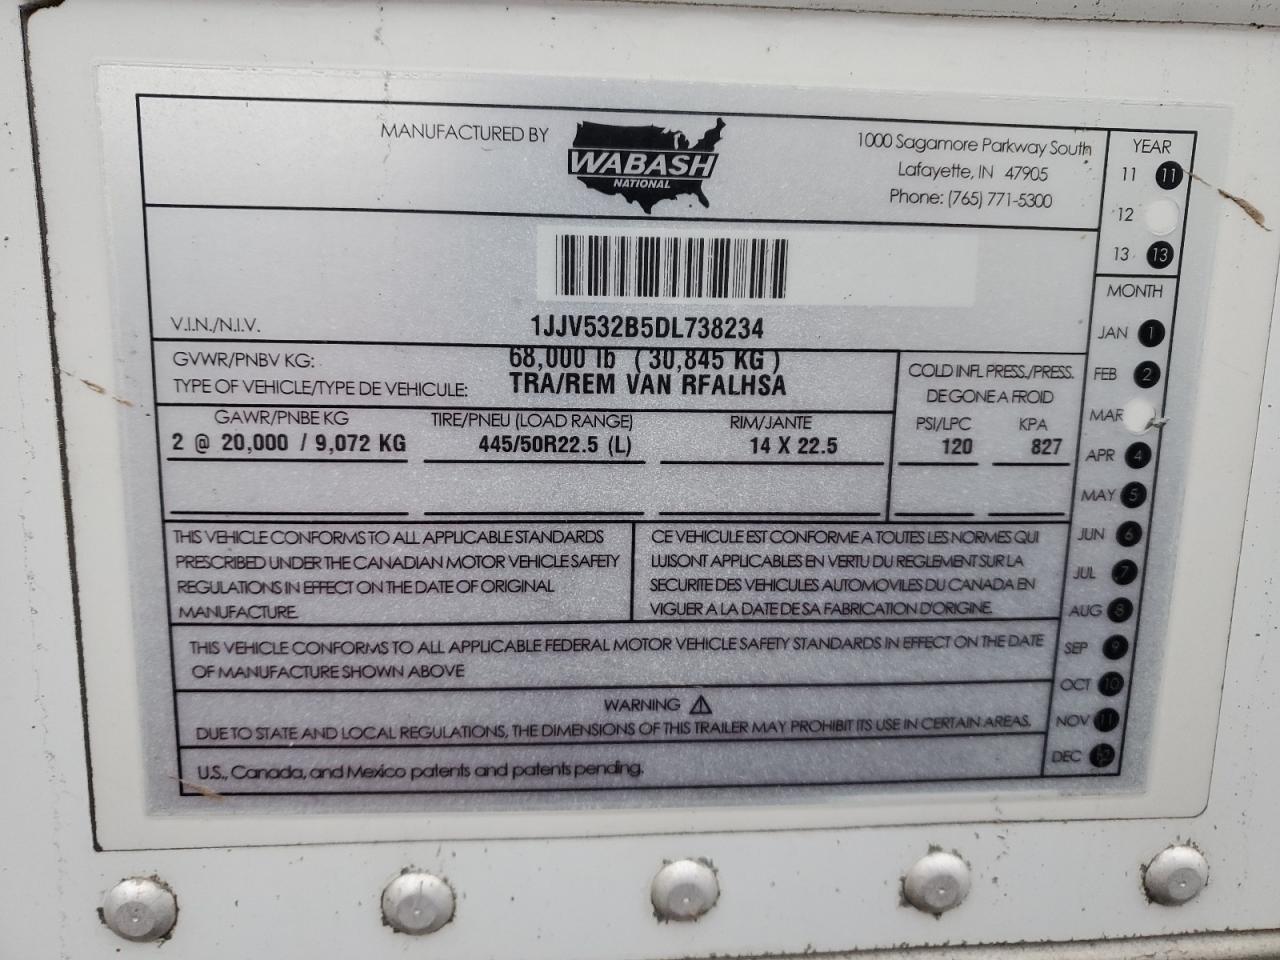 MANUFACTURED BY
WABASH
NATIONAL
1000 Sagamore Parkway South
Lafayette, IN 47905
Phone: (765) 771-5300
YEAR
11 11
12
13 13
V.I.N./N.I.V.
1JJV532B5DL738234
GVWR/PNBV KG:
68,000 lb (30,845 KG)
TYPE OF VEHICLE/TYPE DE VEHICULE:
TRA/REM VAN RFALHSA
GAWR/PNBE KG
TIRE/PNEU (LOAD RANGE)
RIM/JANTE
COLD INFL PRESS./PRESS.
DE GONE A FROID
PSI/LPC KPA
2 @ 20,000 / 9,072 KG
445/50R22.5 (L)
14 X 22.5
120 827
THIS VEHICLE CONFORMS TO ALL APPLICABLE STANDARDS
PRESCRIBED UNDER THE CANADIAN MOTOR VEHICLE SAFETY
REGULATIONS IN EFFECT ON THE DATE OF ORIGINAL
MANUFACTURE.
CE VEHICULE EST CONFORME A TOUTES LES NORMES QUI
LUI SONT APPLICABLES EN VERTU DU REGLEMENT SUR LA
SECURITE DES VEHICULES AUTOMOVILES DU CANADA EN
VIGUER A LA DATE DE SA FABRICATION D'ORIGINE.
THIS VEHICLE CONFORMS TO ALL APPLICABLE FEDERAL MOTOR VEHICLE SAFETY STANDARDS IN EFFECT ON THE DATE
OF MANUFACTURE SHOWN ABOVE
WARNING
DUE TO STATE AND LOCAL REGULATIONS, THE DIMENSIONS OF THIS TRAILER MAY PROHIBIT ITS USE IN CERTAIN AREAS.
U.S., Canada, and Mexico patents and patents pending.
MONTH
JAN 1
FEB 2
MAR
APR 4
MAY 5
JUN 6
JUL 7
AUG 8
SEP 9
OCT 10
NOV 11
DEC 12